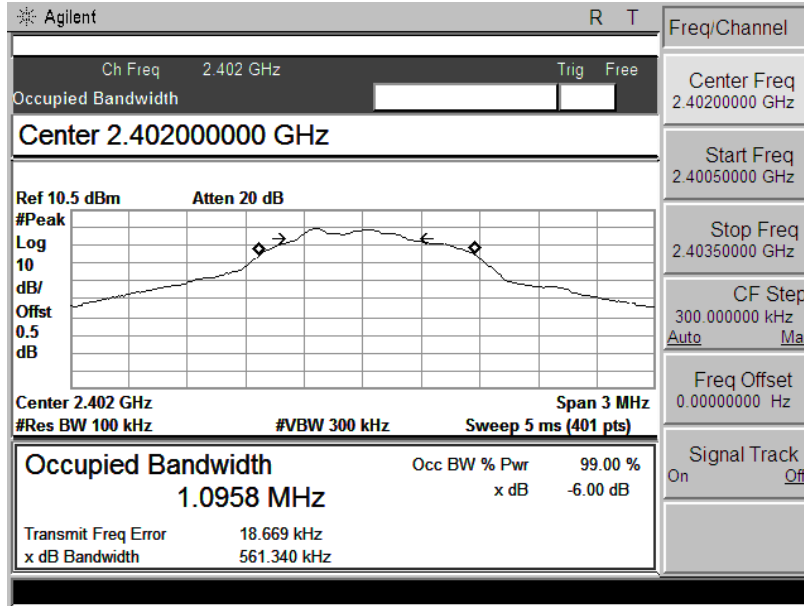 Agilent R T
Ch Freq 2.402 GHz Trig Free
Occupied Bandwidth
Center 2.402000000 GHz
Ref 10.5 dBm Atten 20 dB
#Peak
Log
10
dB/
Offst
0.5
dB
Center 2.402 GHz Span 3 MHz
#Res BW 100 kHz #VBW 300 kHz Sweep 5 ms (401 pts)
Occupied Bandwidth Occ BW % Pwr 99.00 %
1.0958 MHz x dB -6.00 dB
Transmit Freq Error 18.669 kHz
x dB Bandwidth 561.340 kHz
Freq/Channel
Center Freq
2.40200000 GHz
Start Freq
2.40050000 GHz
Stop Freq
2.40350000 GHz
CF Step
300.000000 kHz
Auto Ma
Freq Offset
0.00000000 Hz
Signal Track
On Off